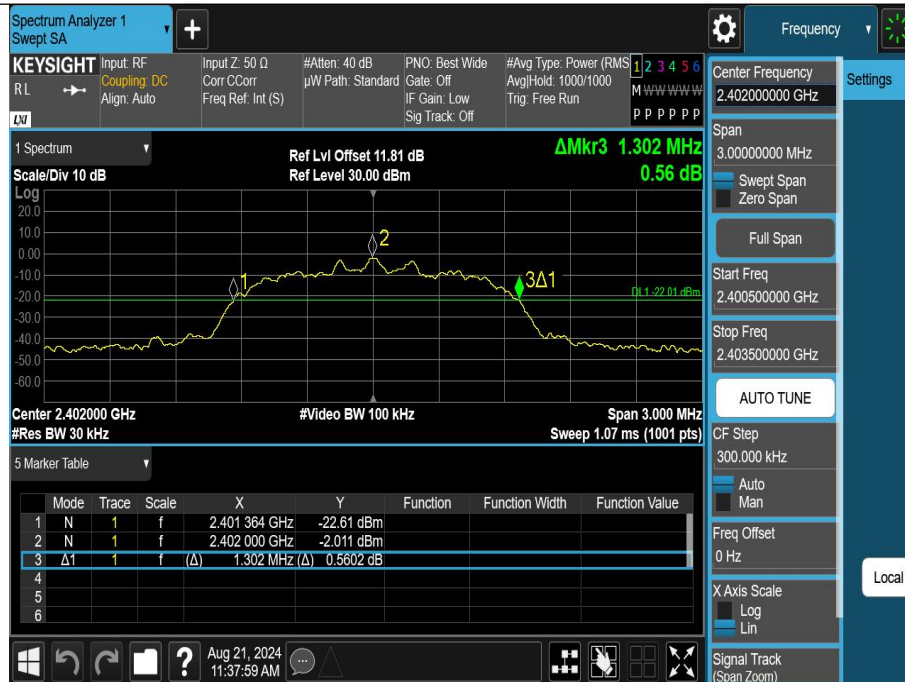 Spectrum Analyzer 1
Swept SA
+
Frequency
KEYSIGHT
RL
LXI
Input: RF
Coupling: DC
Align: Auto
Input Z: 50 Ω
Corr CCorr
Freq Ref: Int (S)
#Atten: 40 dB
µW Path: Standard
PNO: Best Wide
Gate: Off
IF Gain: Low
Sig Track: Off
#Avg Type: Power (RMS
Avg|Hold: 1000/1000
Trig: Free Run
1 2 3 4 5 6
M W W W W W
P P P P P P
1 Spectrum
Scale/Div 10 dB
Ref Lvl Offset 11.81 dB
Ref Level 30.00 dBm
ΔMkr3 1.302 MHz
0.56 dB
Log
20.0
10.0
0.00
-10.0
-20.0
-30.0
-40.0
-50.0
-60.0
1
2
3Δ1
DL1 -22.01 dBm
Center 2.402000 GHz
#Video BW 100 kHz
Span 3.000 MHz
#Res BW 30 kHz
Sweep 1.07 ms (1001 pts)
5 Marker Table
Mode Trace Scale X Y Function Function Width Function Value
1 N 1 f 2.401 364 GHz -22.61 dBm
2 N 1 f 2.402 000 GHz -2.011 dBm
3 Δ1 1 f (Δ) 1.302 MHz (Δ) 0.5602 dB
4
5
6
?
Aug 21, 2024
11:37:59 AM
Center Frequency
2.402000000 GHz
Span
3.00000000 MHz
Swept Span
Zero Span
Full Span
Start Freq
2.400500000 GHz
Stop Freq
2.403500000 GHz
AUTO TUNE
CF Step
300.000 kHz
Auto
Man
Freq Offset
0 Hz
X Axis Scale
Log
Lin
Signal Track
(Span Zoom)
Settings
Local